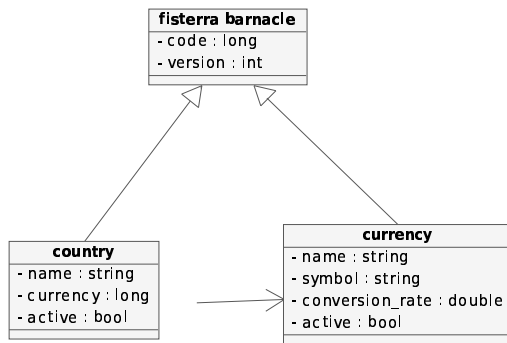 fisterra barnacle
- code : long
- version : int
country
- name : string
- currency : long
- active : bool
currency
- name : string
- symbol : string
- conversion_rate : double
- active : bool